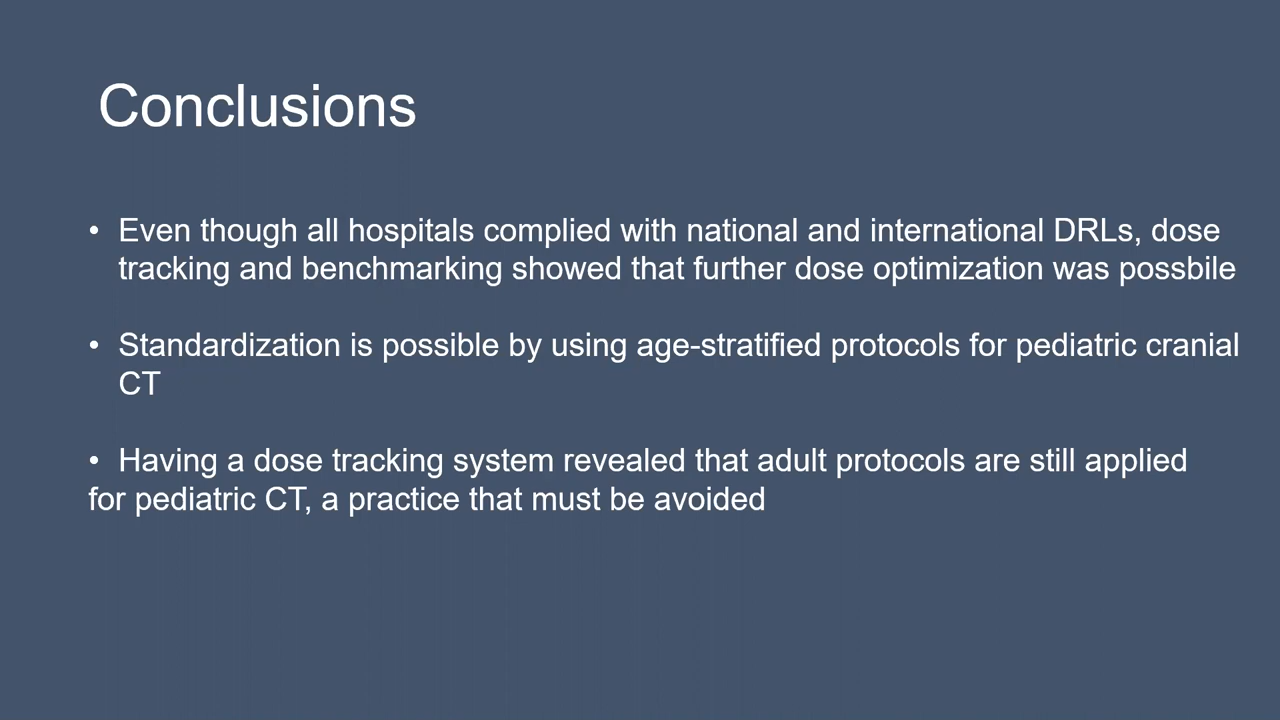 Conclusions
• Even though all hospitals complied with national and international DRLs, dose
tracking and benchmarking showed that further dose optimization was possbile
• Standardization is possible by using age-stratified protocols for pediatric cranial
CT
• Having a dose tracking system revealed that adult protocols are still applied
for pediatric CT, a practice that must be avoided